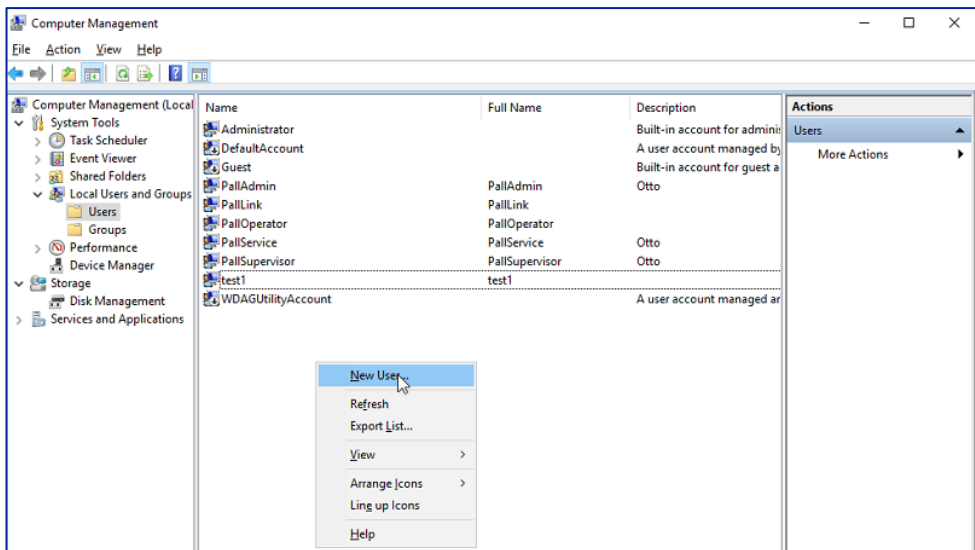 Computer Management
File Action View Help
Computer Management (Local
System Tools
Task Scheduler
Event Viewer
Shared Folders
Local Users and Groups
Users
Groups
Performance
Device Manager
Storage
Disk Management
Services and Applications
Name Full Name Description
Administrator Built-in account for adminis
DefaultAccount A user account managed by
Guest Built-in account for guest a
PallAdmin PallAdmin Otto
PallLink PallLink
PallOperator PallOperator
PallService PallService Otto
PallSupervisor PallSupervisor Otto
test1 test1
WDAGUtilityAccount A user account managed an
New User...
Refresh
Export List...
View
Arrange Icons
Line up Icons
Help
Actions
Users
More Actions